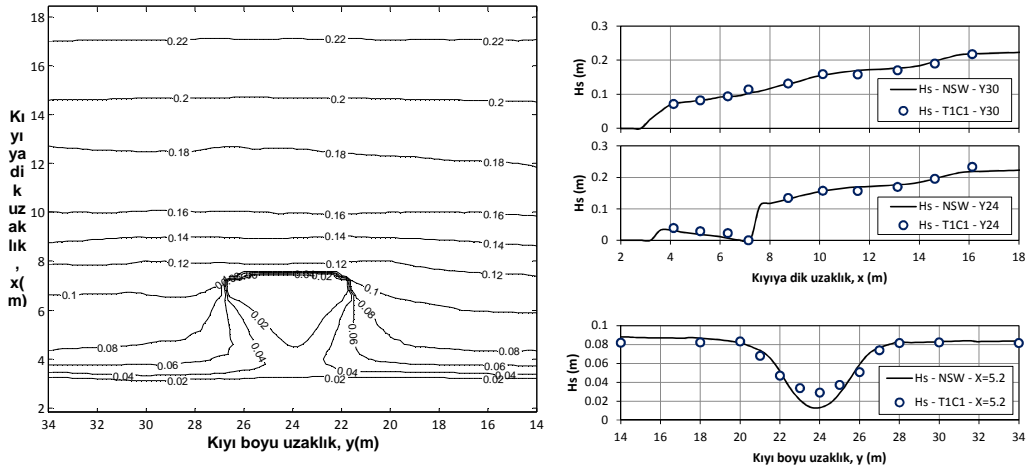 18
16
14
12
10
8
6
4
2
Kı
yı
ya di
k
uz
ak
lık
,
x(
m)
0.22
0.22
0.22
0.2
0.2
0.2
0.18
0.18
0.18
0.16
0.16
0.16
0.14
0.14
0.14
0.12
0.12
0.12
0.1
0.1
0.08
0.08
0.08
0.06
0.06
0.06
0.04
0.04
0.04
0.04
0.02
0.02
0.02
0.02
34 32 30 28 26 24 22 20 18 16 14
Kıyı boyu uzaklık, y(m)
Hs (m)
0.3
0.2
0.1
0
Hs - NSW - Y30
Hs - T1C1 - Y30
Hs (m)
0.3
0.2
0.1
0
Hs - NSW - Y24
Hs - T1C1 - Y24
2 4 6 8 10 12 14 16 18
Kıyıya dik uzaklık, x (m)
Hs (m)
0.1
0.08
0.06
0.04
0.02
0
Hs - NSW - X=5.2
Hs - T1C1 - X=5.2
14 16 18 20 22 24 26 28 30 32 34
Kıyı boyu uzaklık, y (m)